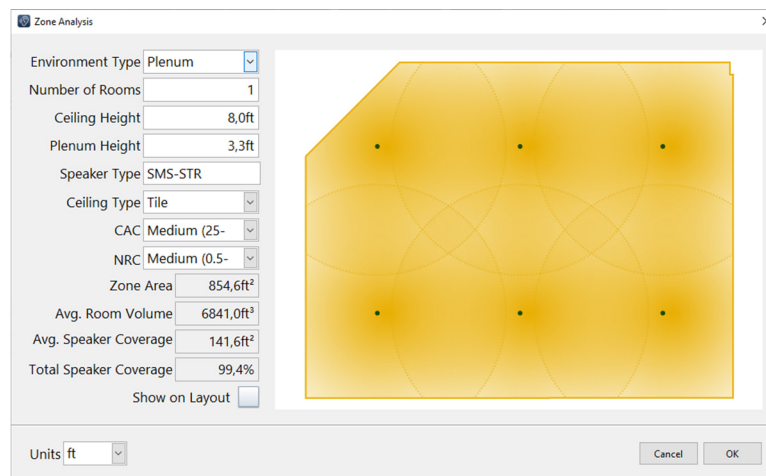 Zone Analysis
Environment Type Plenum
Number of Rooms 1
Ceiling Height 8,0ft
Plenum Height 3,3ft
Speaker Type SMS-STR
Ceiling Type Tile
CAC Medium (25-
NRC Medium (0.5-
Zone Area 854,6ft²
Avg. Room Volume 6841,0ft³
Avg. Speaker Coverage 141,6ft²
Total Speaker Coverage 99,4%
Show on Layout
Units ft
Cancel OK